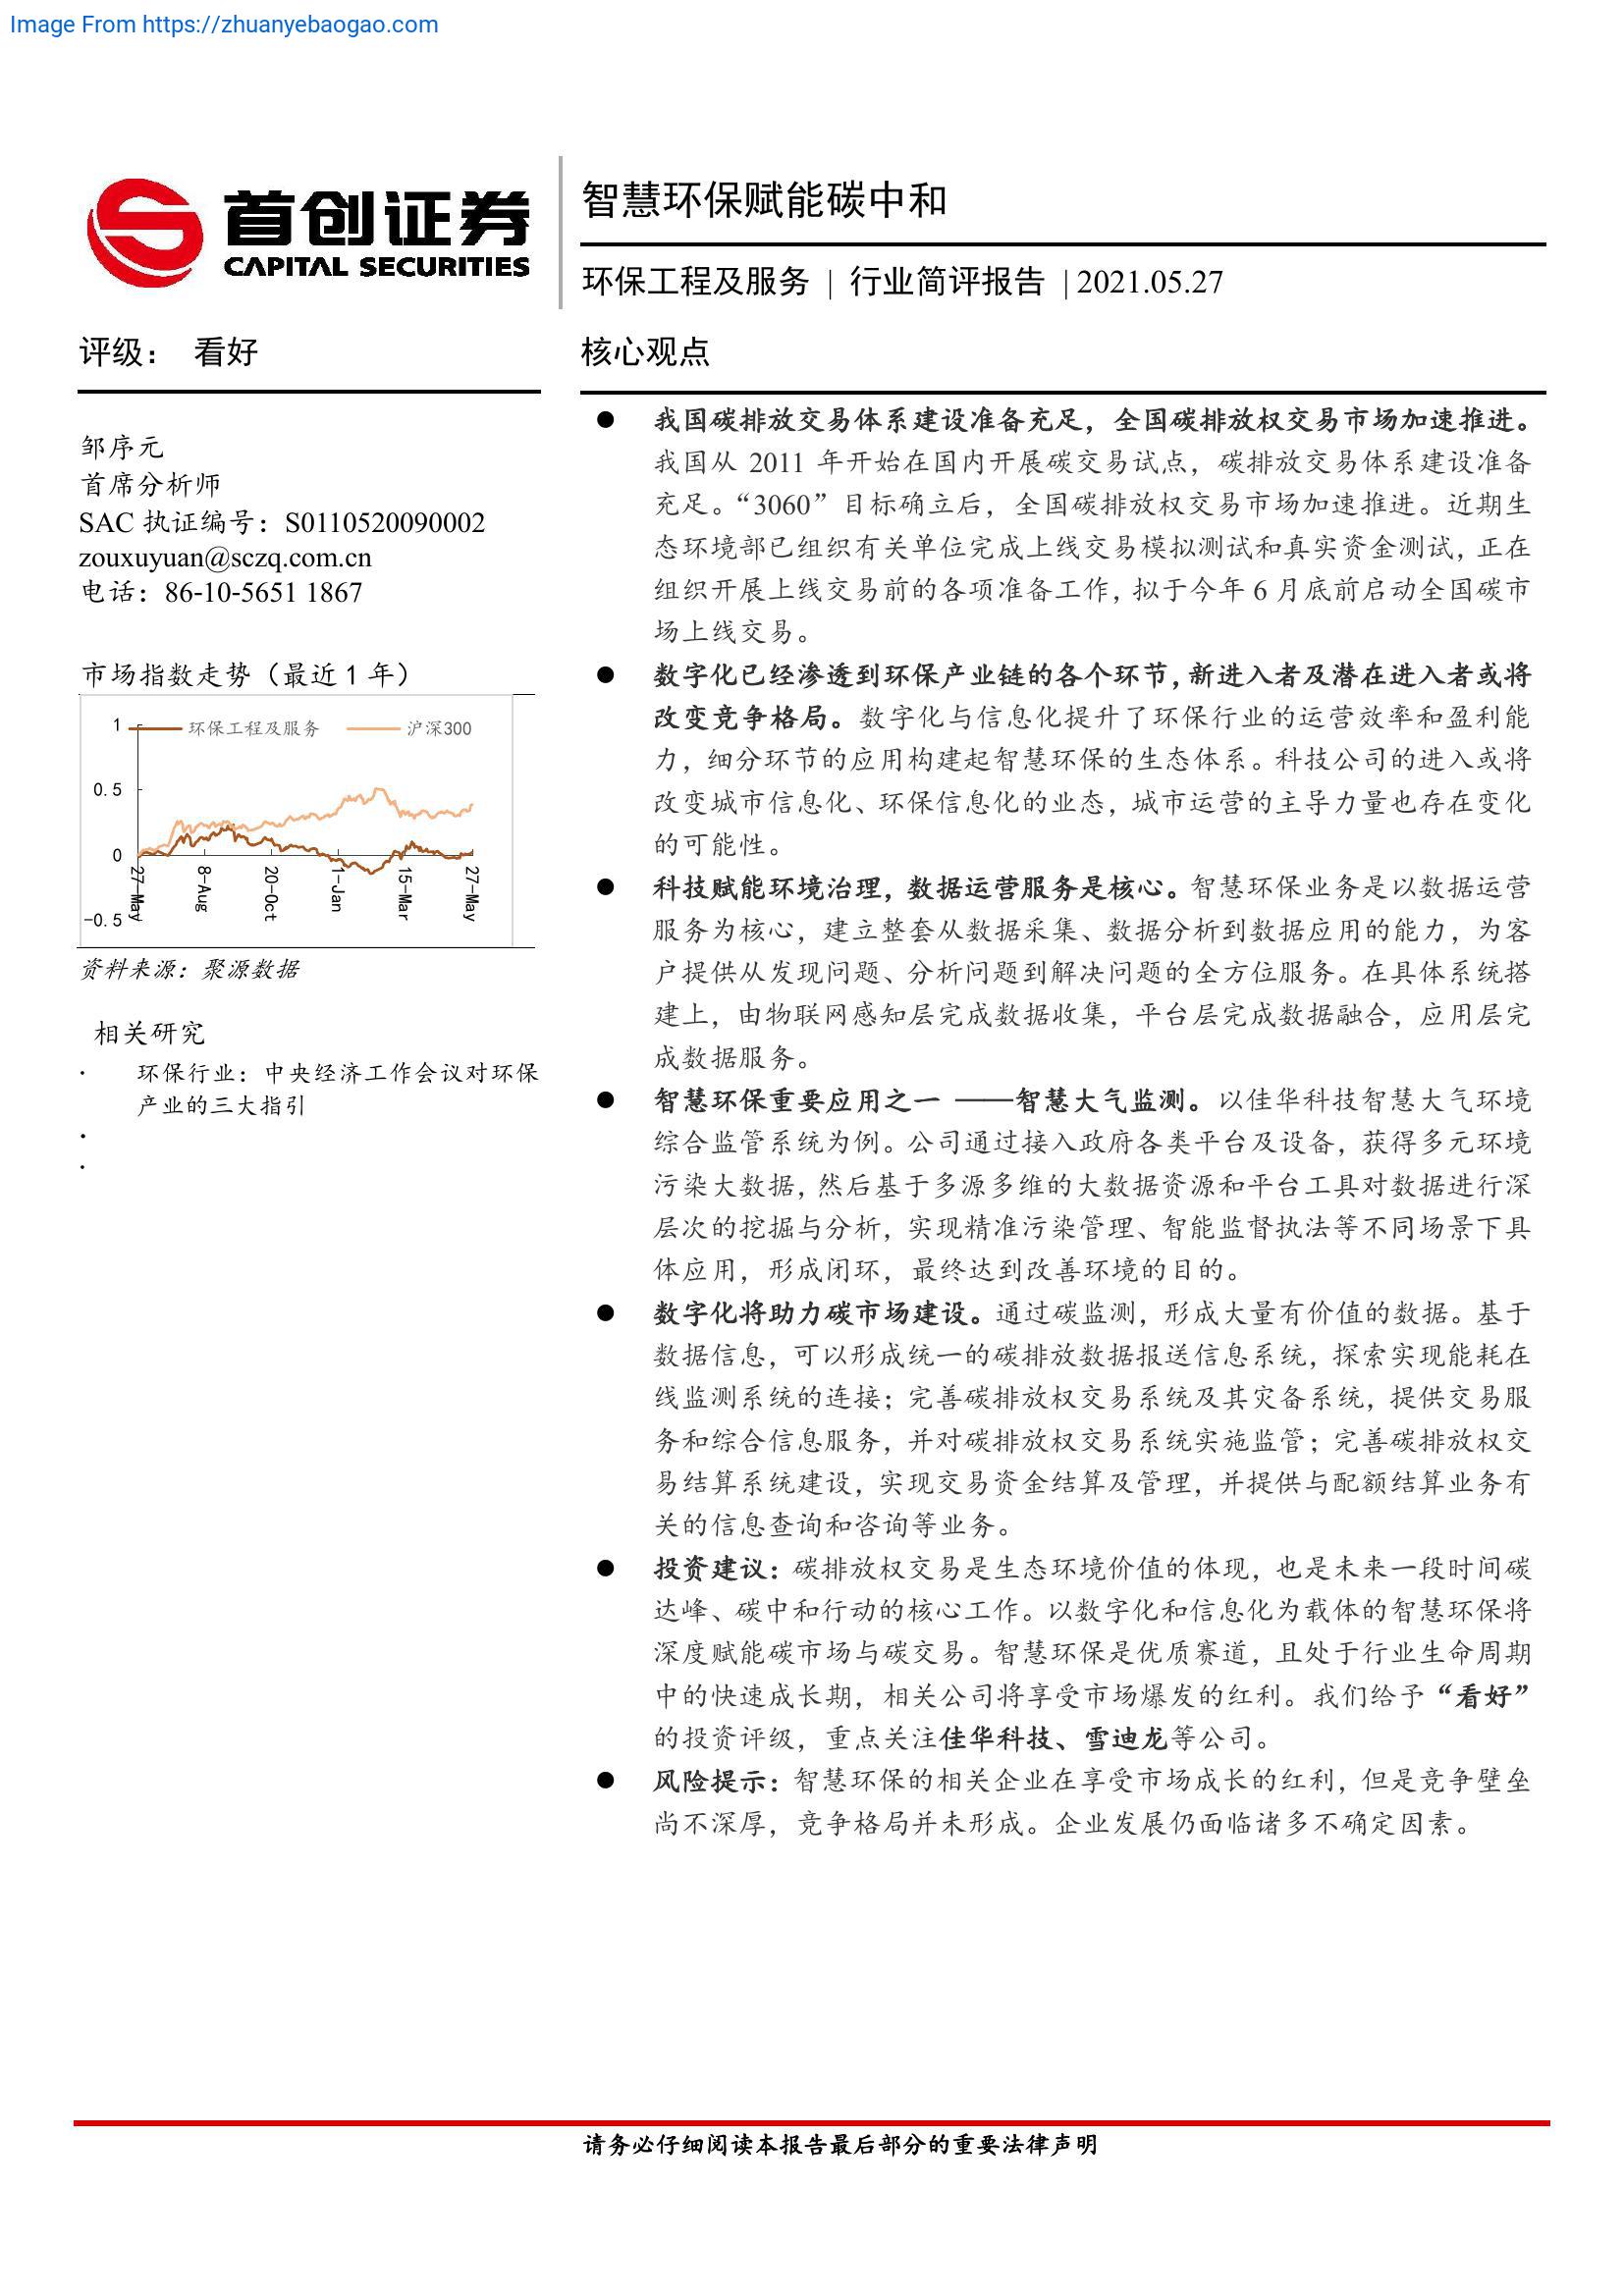 Image From https://zhuanyebaogao.com
首创证券
CAPITAL SECURITIES
智慧环保赋能碳中和
环保工程及服务 | 行业简评报告 | 2021.05.27
评级： 看好
邹序元
首席分析师
SAC 执证编号：S0110520090002
zouxuyuan@sczq.com.cn
电话：86-10-5651 1867
市场指数走势（最近 1 年）
环保工程及服务 沪深300
1
0.5
0
-0.5
27-May
8-Aug
20-Oct
1-Jan
15-Mar
27-May
资料来源：聚源数据
相关研究
· 环保行业：中央经济工作会议对环保
产业的三大指引
·
·
核心观点
● 我国碳排放交易体系建设准备充足，全国碳排放权交易市场加速推进。
我国从 2011 年开始在国内开展碳交易试点，碳排放交易体系建设准备
充足。“3060”目标确立后，全国碳排放权交易市场加速推进。近期生
态环境部已组织有关单位完成上线交易模拟测试和真实资金测试，正在
组织开展上线交易前的各项准备工作，拟于今年 6 月底前启动全国碳市
场上线交易。
● 数字化已经渗透到环保产业链的各个环节，新进入者及潜在进入者或将
改变竞争格局。数字化与信息化提升了环保行业的运营效率和盈利能
力，细分环节的应用构建起智慧环保的生态体系。科技公司的进入或将
改变城市信息化、环保信息化的业态，城市运营的主导力量也存在变化
的可能性。
● 科技赋能环境治理，数据运营服务是核心。智慧环保业务是以数据运营
服务为核心，建立整套从数据采集、数据分析到数据应用的能力，为客
户提供从发现问题、分析问题到解决问题的全方位服务。在具体系统搭
建上，由物联网感知层完成数据收集，平台层完成数据融合，应用层完
成数据服务。
● 智慧环保重要应用之一 ——智慧大气监测。以佳华科技智慧大气环境
综合监管系统为例。公司通过接入政府各类平台及设备，获得多元环境
污染大数据，然后基于多源多维的大数据资源和平台工具对数据进行深
层次的挖掘与分析，实现精准污染管理、智能监督执法等不同场景下具
体应用，形成闭环，最终达到改善环境的目的。
● 数字化将助力碳市场建设。通过碳监测，形成大量有价值的数据。基于
数据信息，可以形成统一的碳排放数据报送信息系统，探索实现能耗在
线监测系统的连接；完善碳排放权交易系统及其灾备系统，提供交易服
务和综合信息服务，并对碳排放权交易系统实施监管；完善碳排放权交
易结算系统建设，实现交易资金结算及管理，并提供与配额结算业务有
关的信息查询和咨询等业务。
● 投资建议：碳排放权交易是生态环境价值的体现，也是未来一段时间碳
达峰、碳中和行动的核心工作。以数字化和信息化为载体的智慧环保将
深度赋能碳市场与碳交易。智慧环保是优质赛道，且处于行业生命周期
中的快速成长期，相关公司将享受市场爆发的红利。我们给予“看好”
的投资评级，重点关注佳华科技、雪迪龙等公司。
● 风险提示：智慧环保的相关企业在享受市场成长的红利，但是竞争壁垒
尚不深厚，竞争格局并未形成。企业发展仍面临诸多不确定因素。
请务必仔细阅读本报告最后部分的重要法律声明